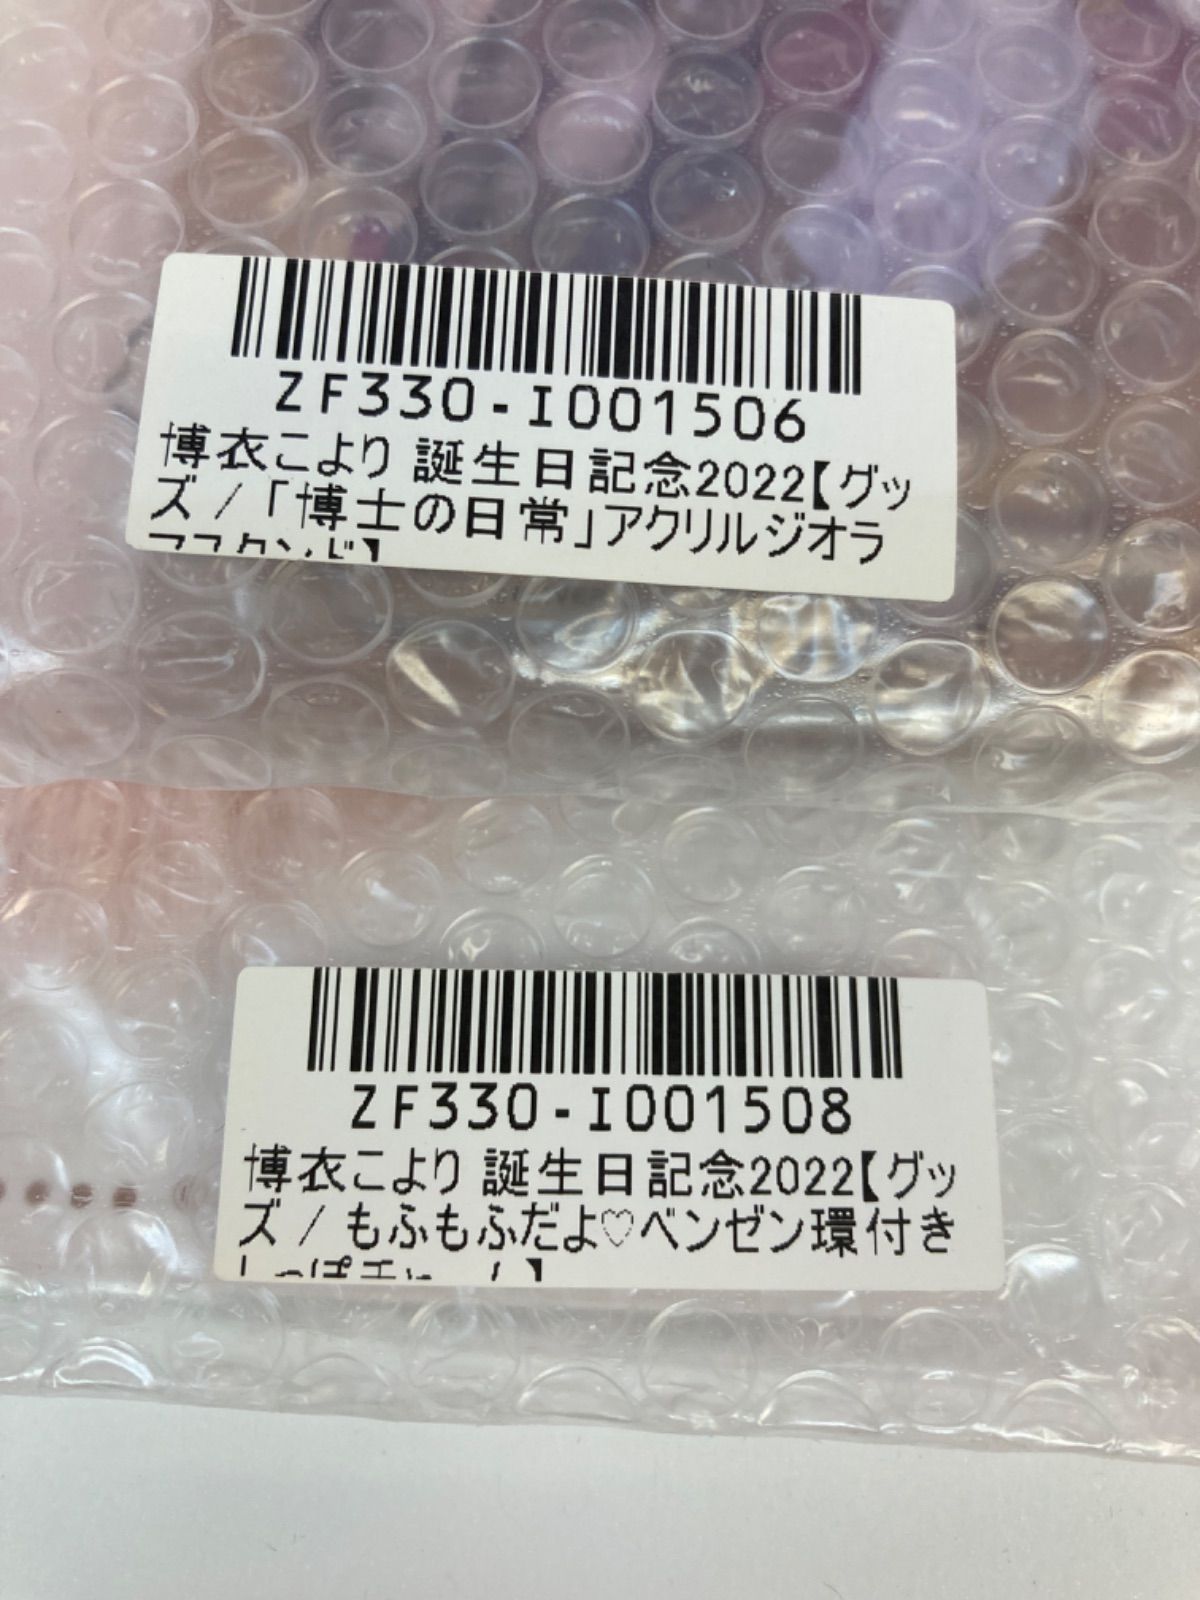 ZF330-I001506
博衣こより 誕生日記念2022【グッ
ズ / 「博士の日常」アクリルジオラ
ZF330-I001508
博衣こより 誕生日記念2022【グッ
ズ / もふもふだよ♡ベンゼン環付き